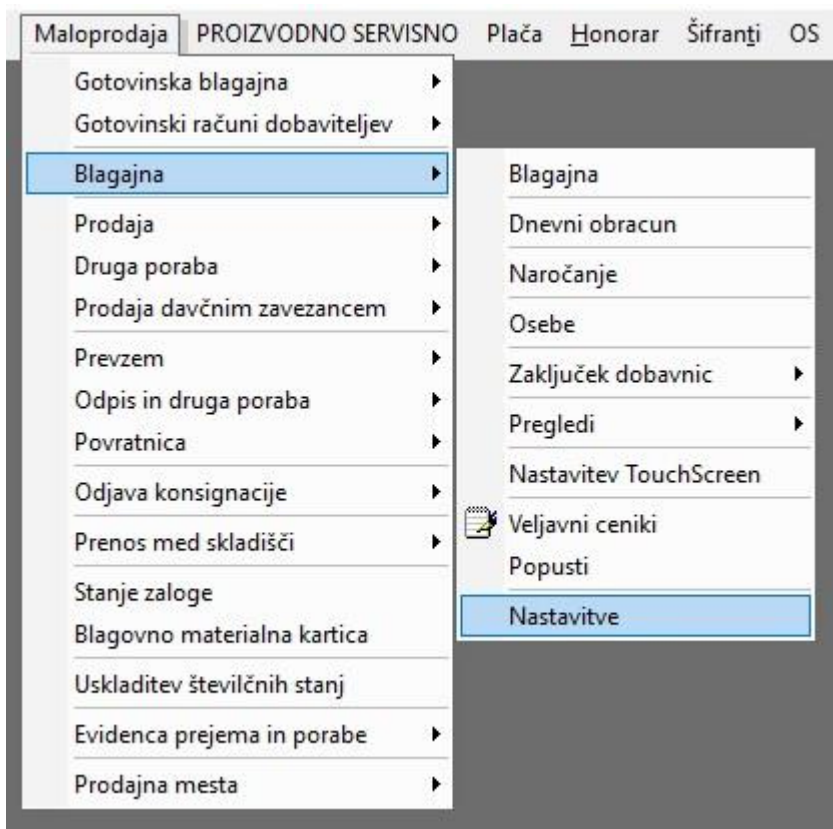 Maloprodaja PROIZVODNO SERVISNO Plača Honorar Šifranti OS
Gotovinska blagajna
Gotovinski računi dobaviteljev
Blagajna
Prodaja
Druga poraba
Prodaja davčnim zavezancem
Prevzem
Odpis in druga poraba
Povratnica
Odjava konsignacije
Prenos med skladišči
Stanje zaloge
Blagovno materialna kartica
Uskladitev številčnih stanj
Evidenca prejema in porabe
Prodajna mesta
Blagajna
Dnevni obracun
Naročanje
Osebe
Zaključek dobavnic
Pregledi
Nastavitev TouchScreen
Veljavni ceniki
Popusti
Nastavitve